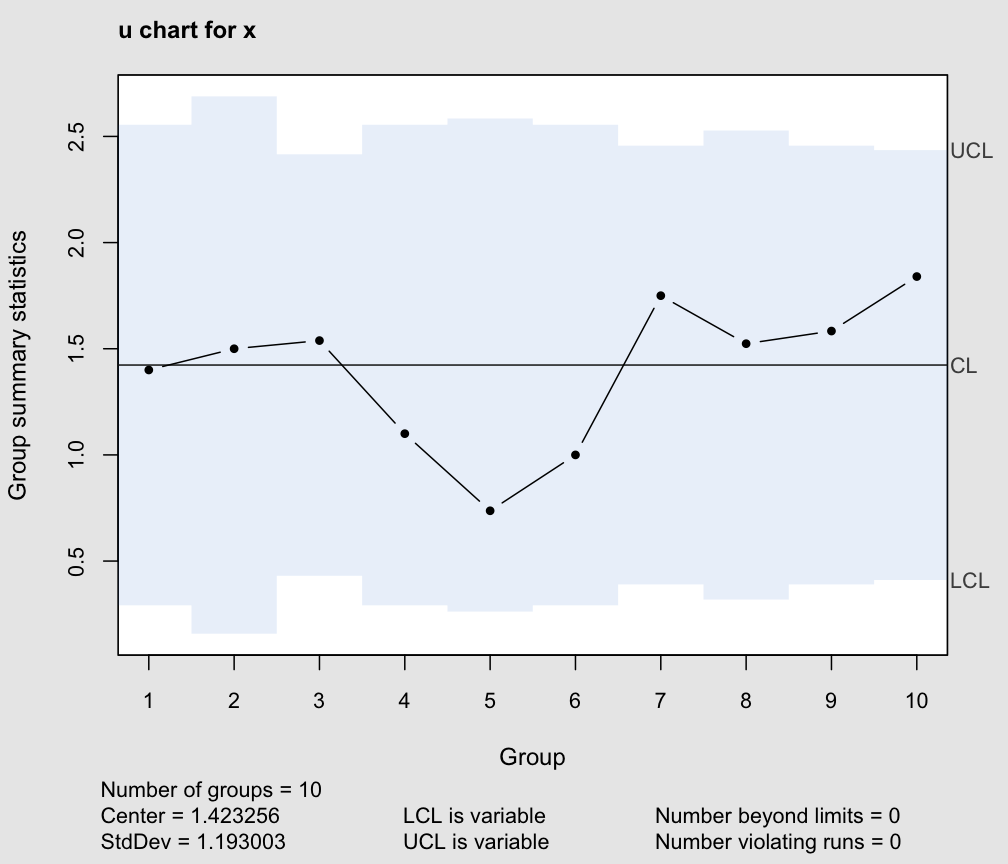 u chart for x
Group summary statistics
2.5
2.0
1.5
1.0
0.5
UCL
CL
LCL
1 2 3 4 5 6 7 8 9 10
Group
Number of groups = 10
Center = 1.423256 LCL is variable Number beyond limits = 0
StdDev = 1.193003 UCL is variable Number violating runs = 0